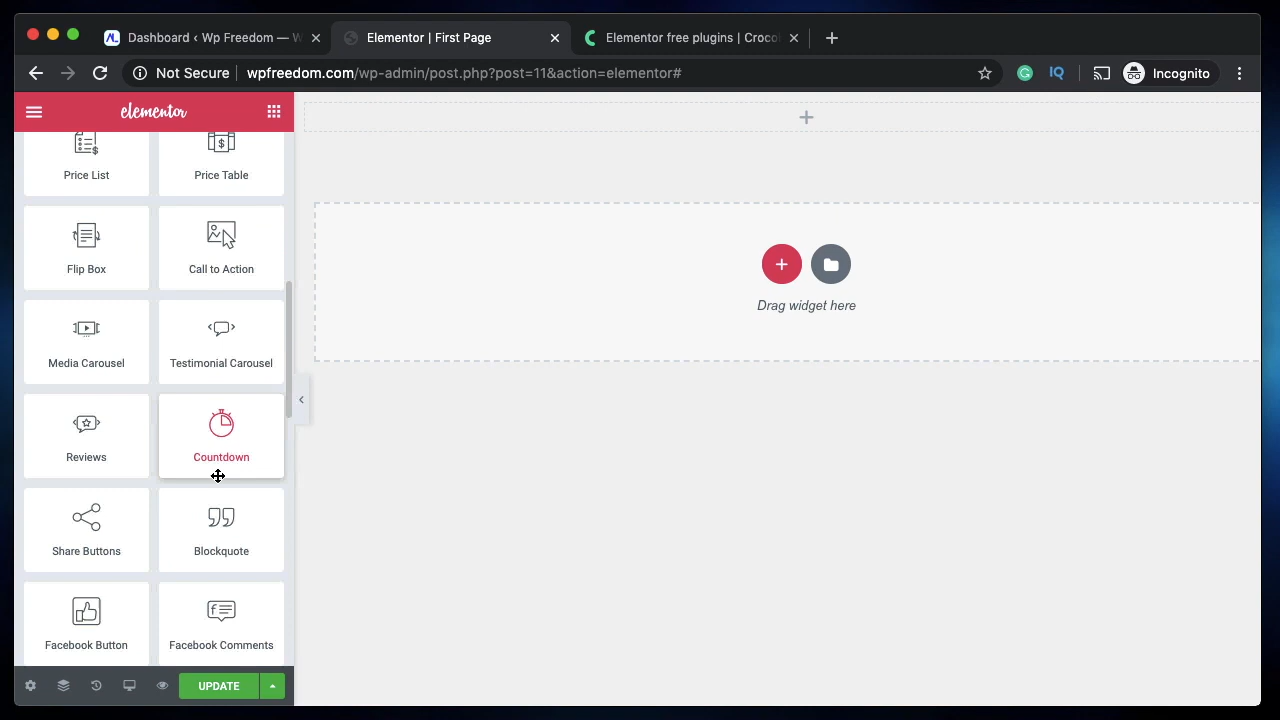 Dashboard ‹ Wp Freedom — W
Elementor | First Page
Elementor free plugins | Croco
Not Secure
wpfreedom.com/wp-admin/post.php?post=11&action=elementor#
IQ
Incognito
elementor
Price List
Price Table
Flip Box
Call to Action
Media Carousel
Testimonial Carousel
Reviews
Countdown
Share Buttons
Blockquote
Facebook Button
Facebook Comments
UPDATE
Drag widget here